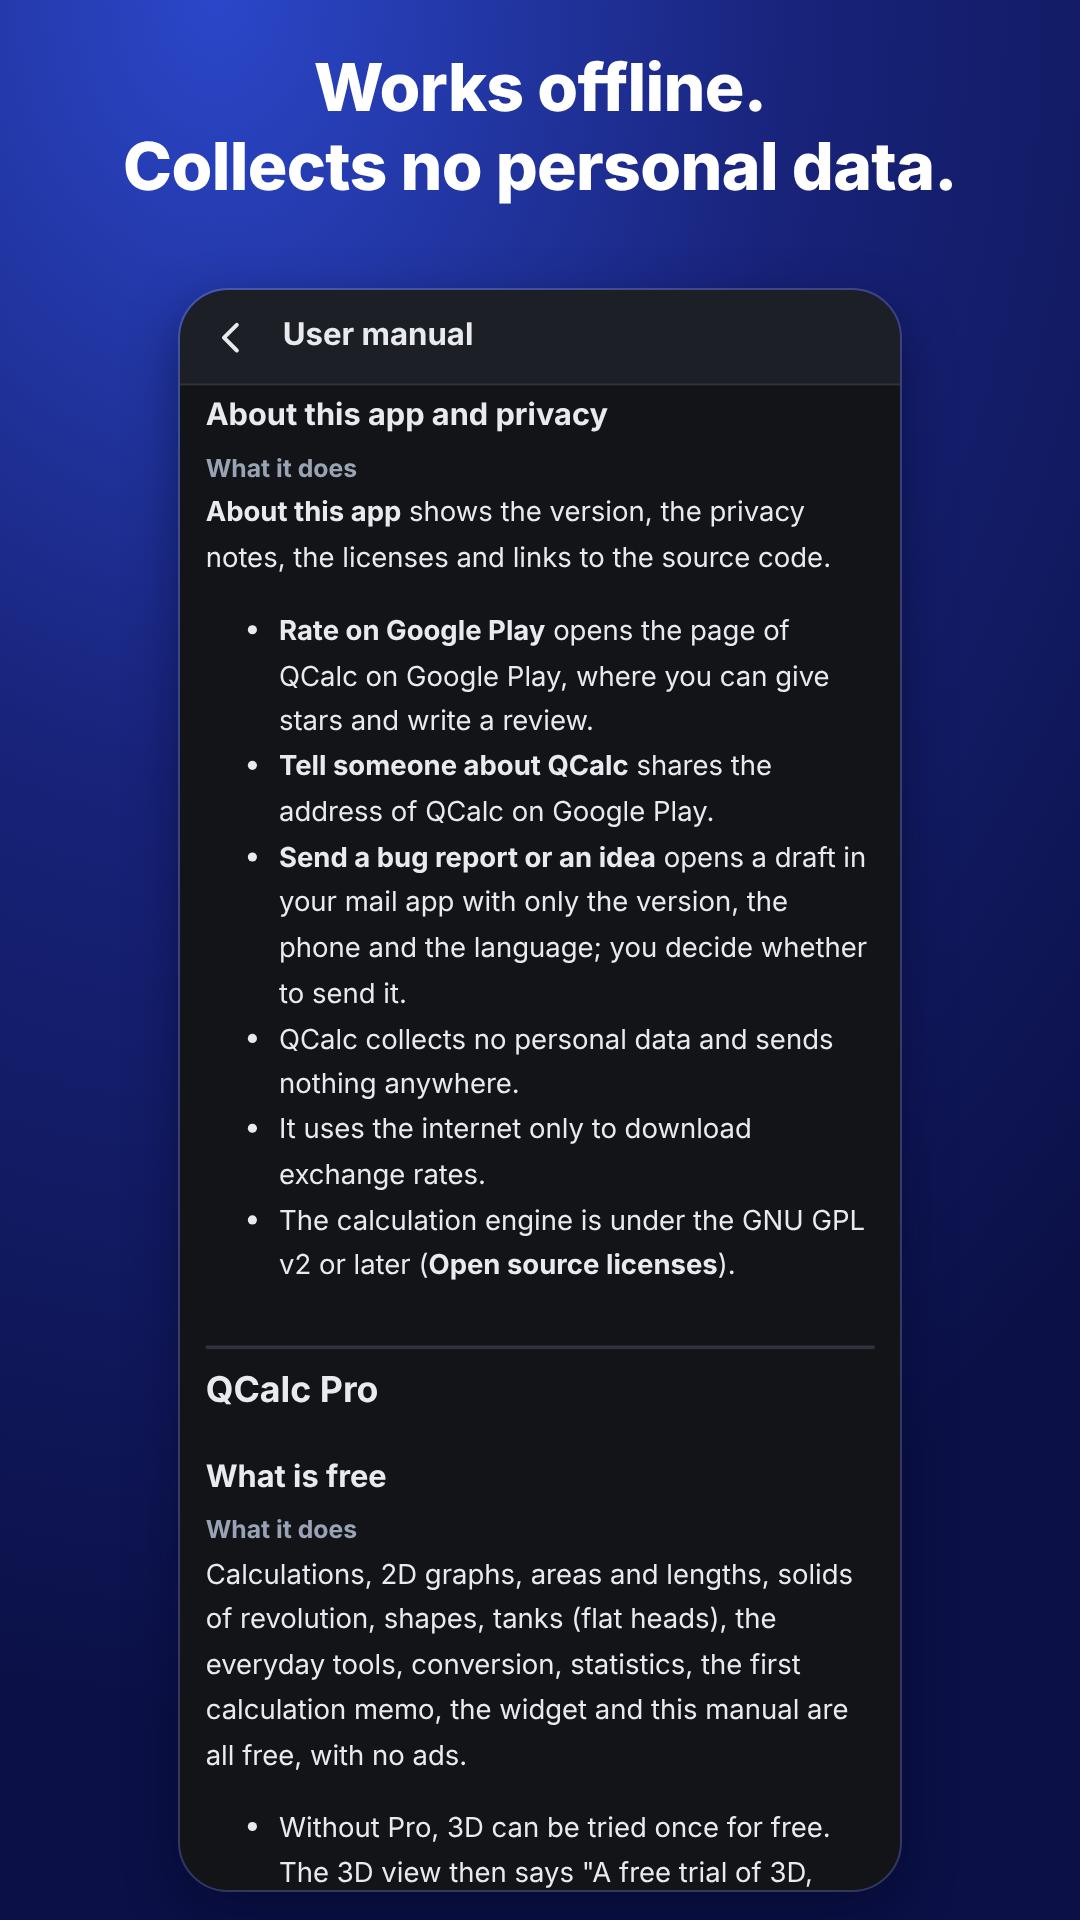 Works offline.
Collects no personal data.
User manual
About this app and privacy
What it does
About this app shows the version, the privacy
notes, the licenses and links to the source code.
• Rate on Google Play opens the page of
QCalc on Google Play, where you can give
stars and write a review.
• Tell someone about QCalc shares the
address of QCalc on Google Play.
• Send a bug report or an idea opens a draft in
your mail app with only the version, the
phone and the language; you decide whether
to send it.
• QCalc collects no personal data and sends
nothing anywhere.
• It uses the internet only to download
exchange rates.
• The calculation engine is under the GNU GPL
v2 or later (Open source licenses).
QCalc Pro
What is free
What it does
Calculations, 2D graphs, areas and lengths, solids
of revolution, shapes, tanks (flat heads), the
everyday tools, conversion, statistics, the first
calculation memo, the widget and this manual are
all free, with no ads.
• Without Pro, 3D can be tried once for free.
The 3D view then says "A free trial of 3D,